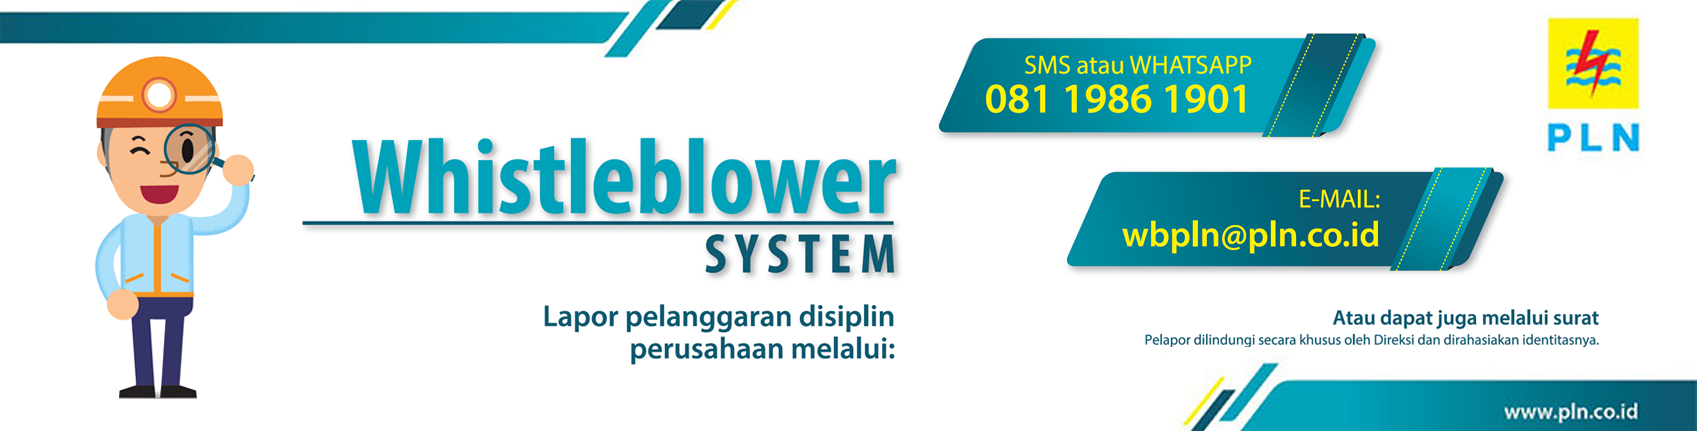 Whistleblower
SYSTEM
Lapor pelanggaran disiplin
perusahaan melalui:
SMS atau WHATSAPP
081 1986 1901
E-MAIL:
wbpln@pln.co.id
PLN
Atau dapat juga melalui surat
Pelapor dilindungi secara khusus oleh Direksi dan dirahasiakan identitasnya.
www.pln.co.id